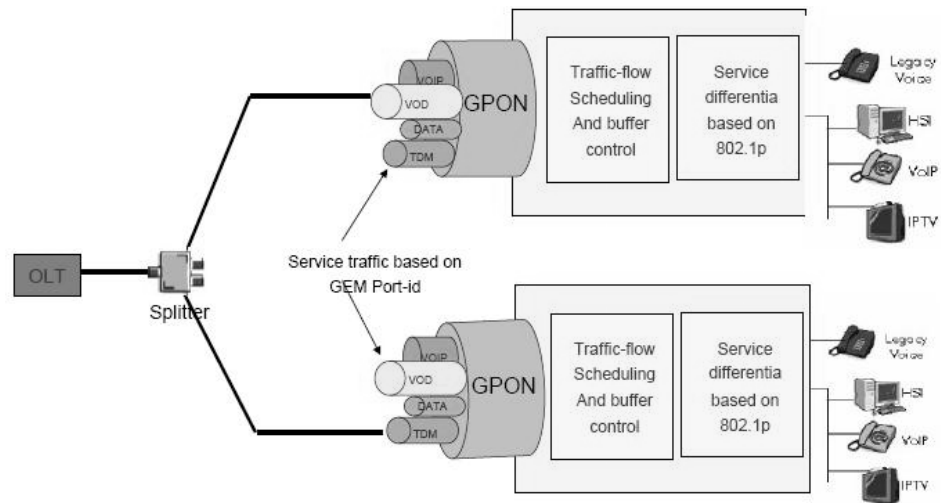 VOIP
VOD
DATA
TDM
GPON
Traffic-flow
Scheduling
And buffer
control
Service
differentia
based on
802.1p
Legacy
Voice
HSI
VoIP
IPTV
OLT
Splitter
Service traffic based on
GEM Port-id
VOIP
VOD
DATA
TDM
GPON
Traffic-flow
Scheduling
And buffer
control
Service
differentia
based on
802.1p
Legacy
Voice
HSI
VoIP
IPTV